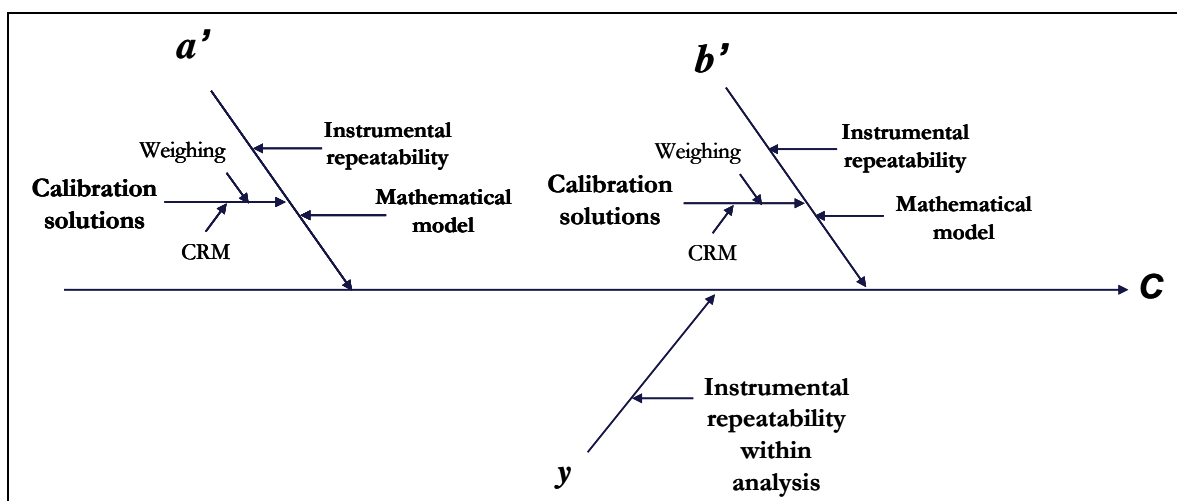 a’
Instrumental
repeatability
Weighing
Calibration
solutions
Mathematical
model
CRM
b’
Instrumental
repeatability
Weighing
Calibration
solutions
Mathematical
model
CRM
C
Instrumental
repeatability
within
analysis
y